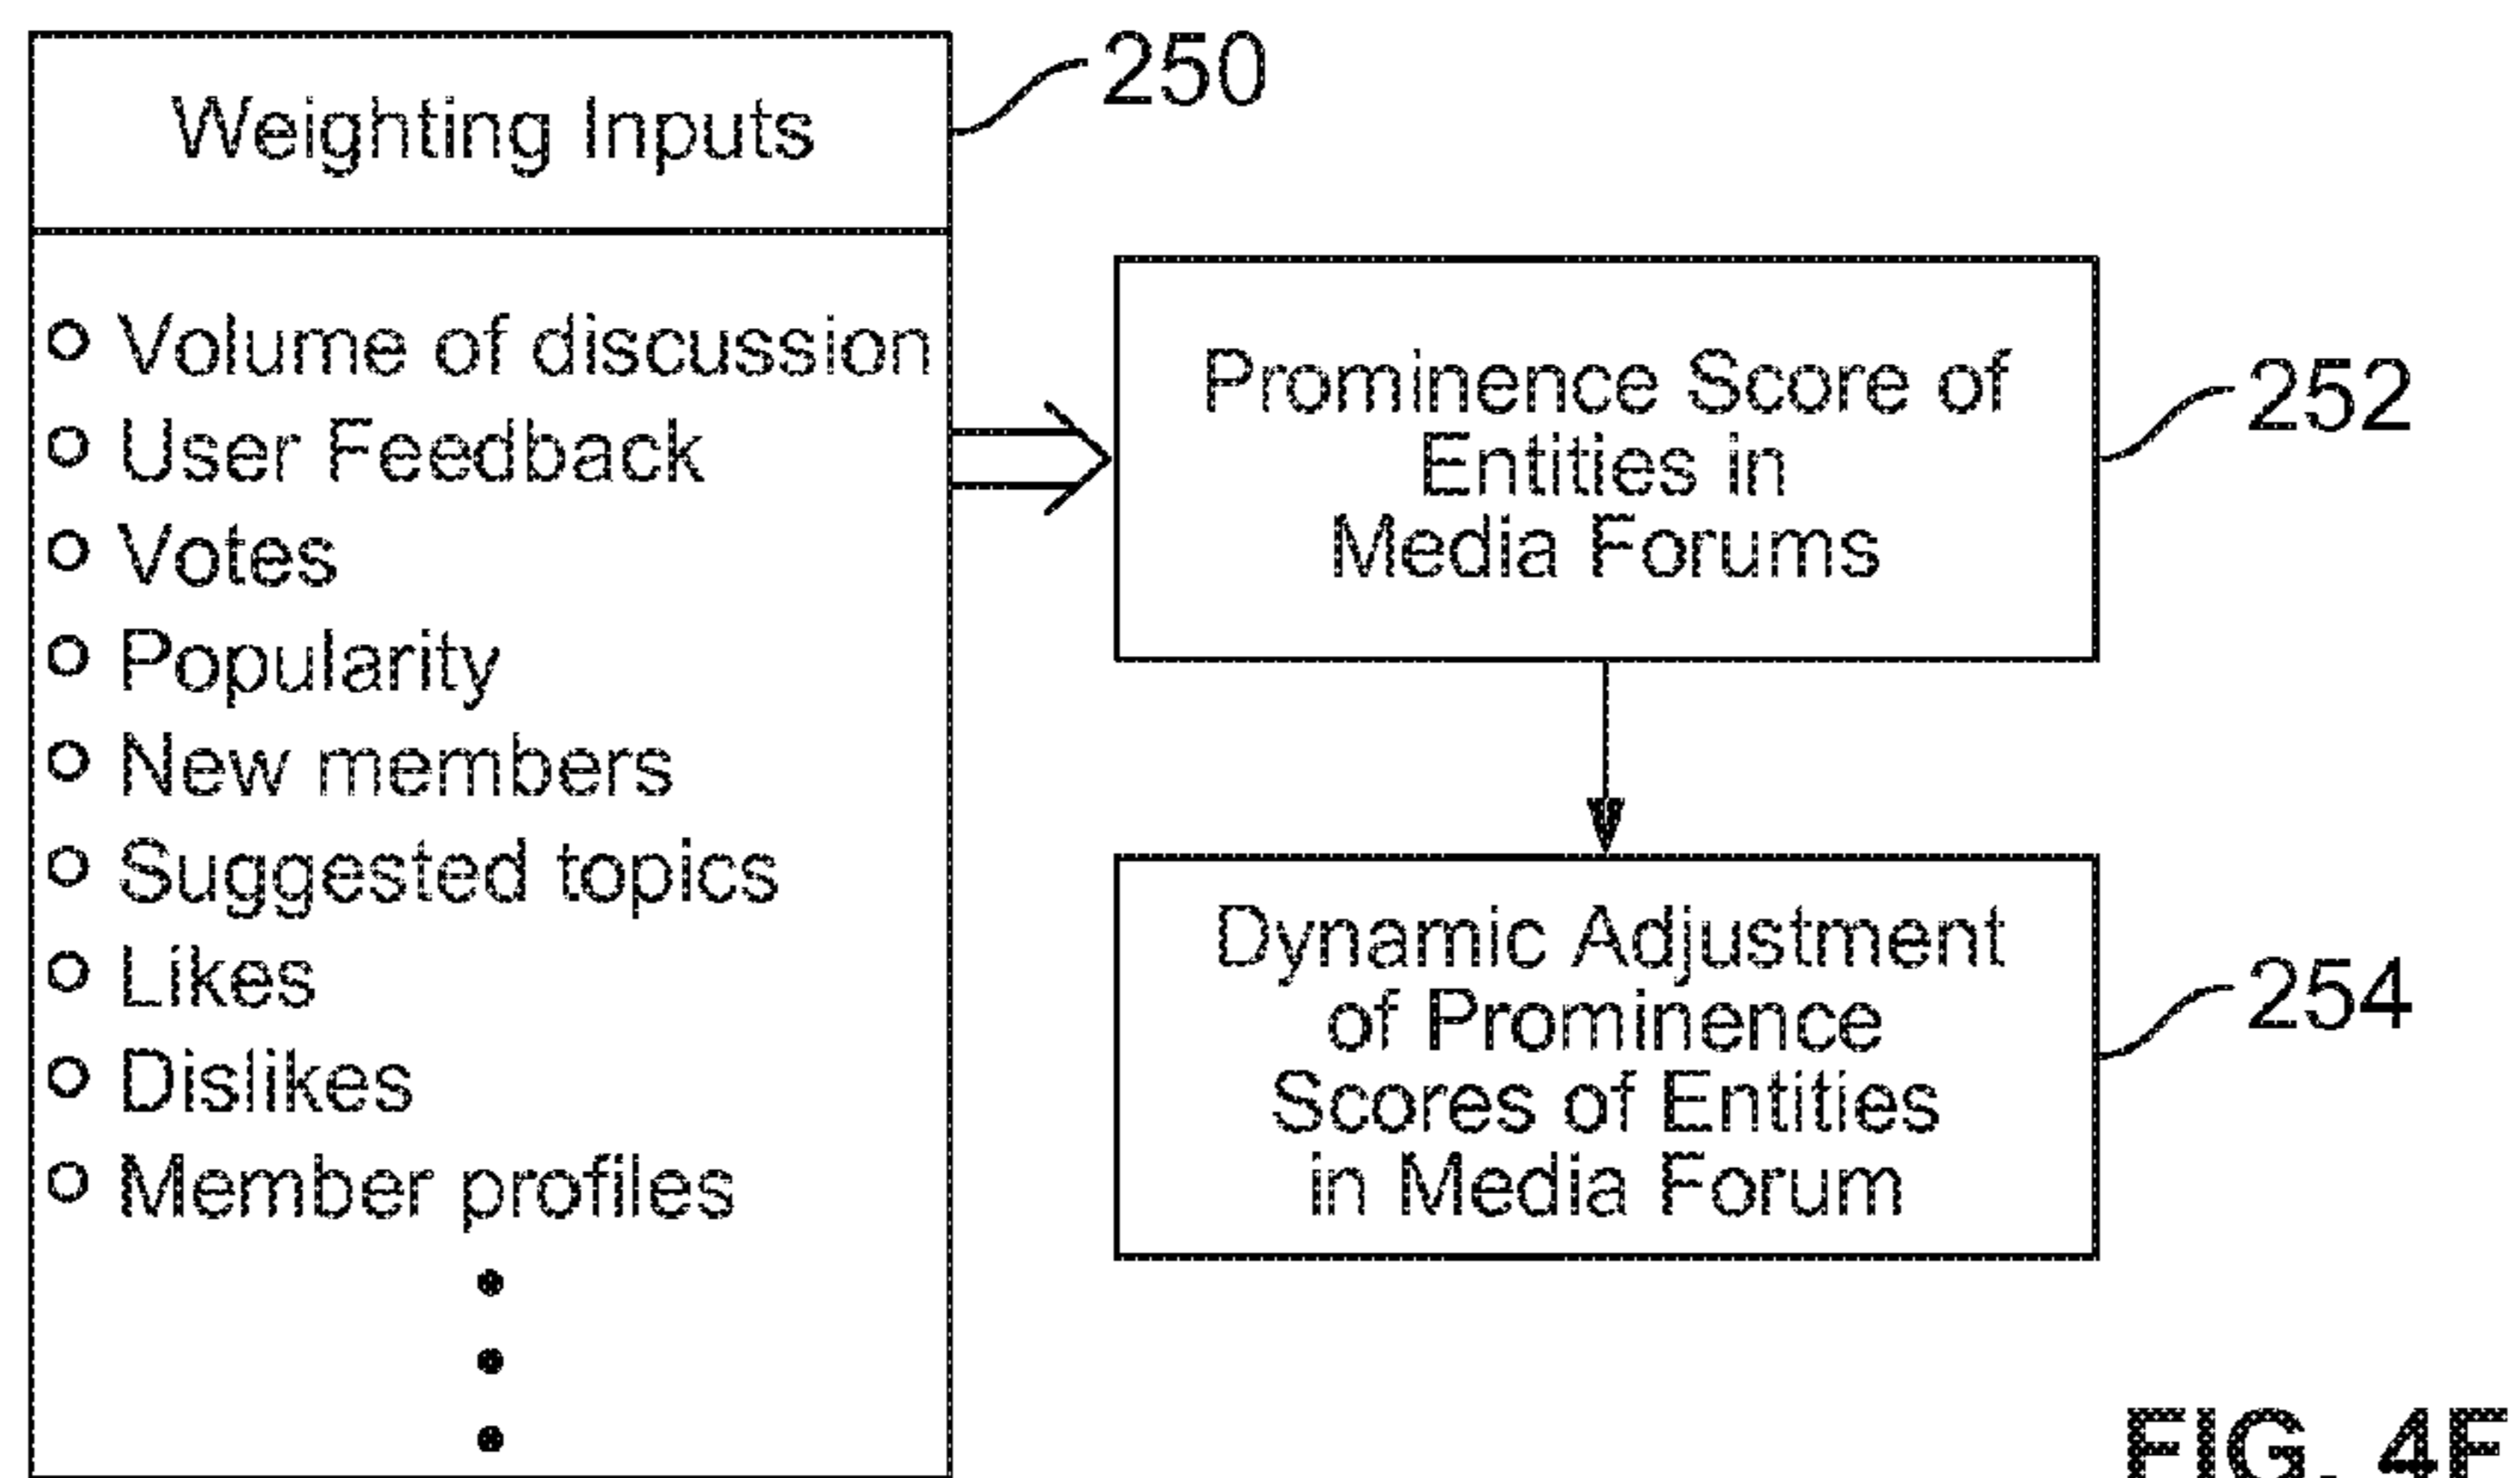 Weighting Inputs
250
Volume of discussion
User Feedback
Votes
Popularity
New members
Suggested topics
Likes
Dislikes
Member profiles
Prominence Score of
Entities in
Media Forums
252
Dynamic Adjustment
of Prominence
Scores of Entities
in Media Forum
254
FIG.